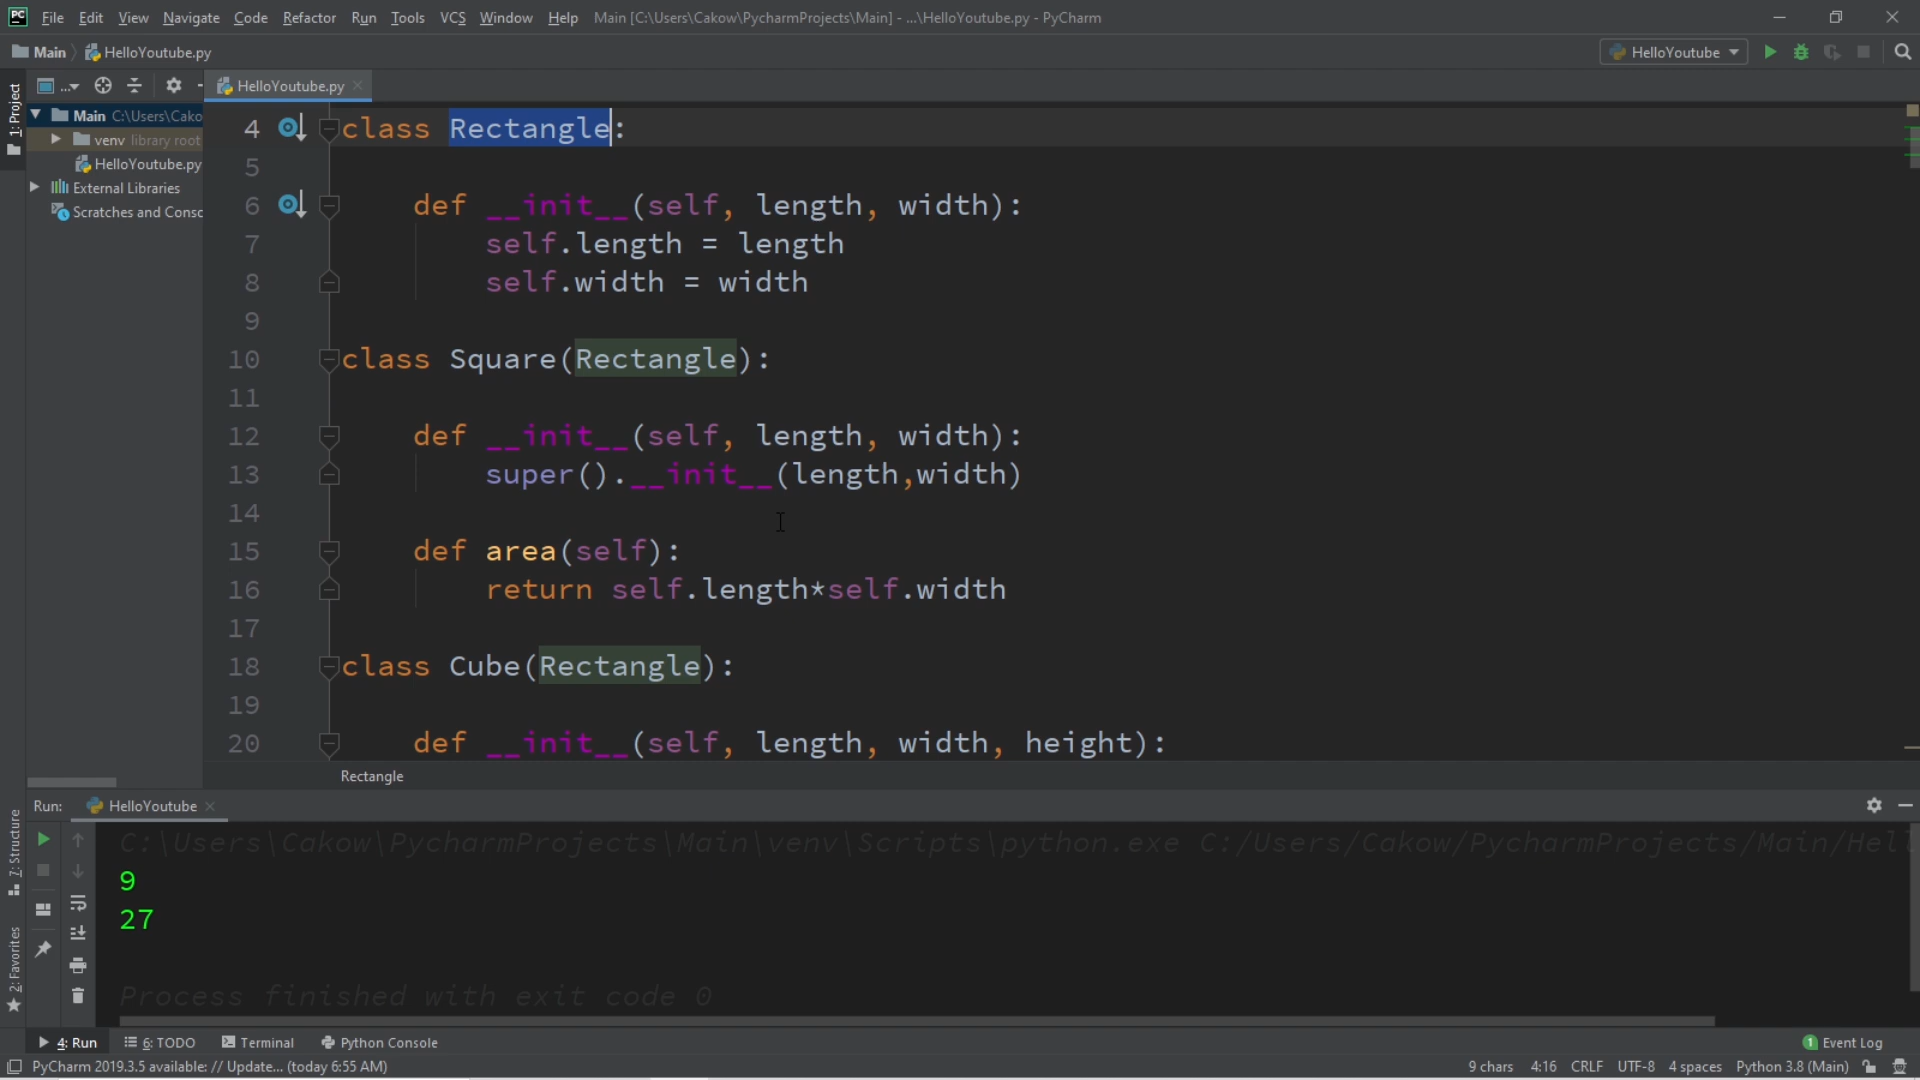 PC File Edit View Navigate Code Refactor Run Tools VCS Window Help Main [C:\Users\Cakow\PycharmProjects\Main] - ...\HelloYoutube.py - PyCharm
Main HelloYoutube.py HelloYoutube
1: Project ... HelloYoutube.py
Main C:\Users\Cako
venv library root
HelloYoutube.py
External Libraries
Scratches and Conso
4 class Rectangle:
5
6 def __init__(self, length, width):
7 self.length = length
8 self.width = width
9
10 class Square(Rectangle):
11
12 def __init__(self, length, width):
13 super().__init__(length,width)
14
15 def area(self):
16 return self.length*self.width
17
18 class Cube(Rectangle):
19
20 def __init__(self, length, width, height):
Rectangle
Run: HelloYoutube
7: Structure
2: Favorites
C:\Users\Cakow\PycharmProjects\Main\venv\Scripts\python.exe C:/Users/Cakow/PycharmProjects/Main/Hell
9
27
Process finished with exit code 0
4: Run 6: TODO Terminal Python Console 1 Event Log
PyCharm 2019.3.5 available: // Update... (today 6:55 AM) 9 chars 4:16 CRLF UTF-8 4 spaces Python 3.8 (Main)